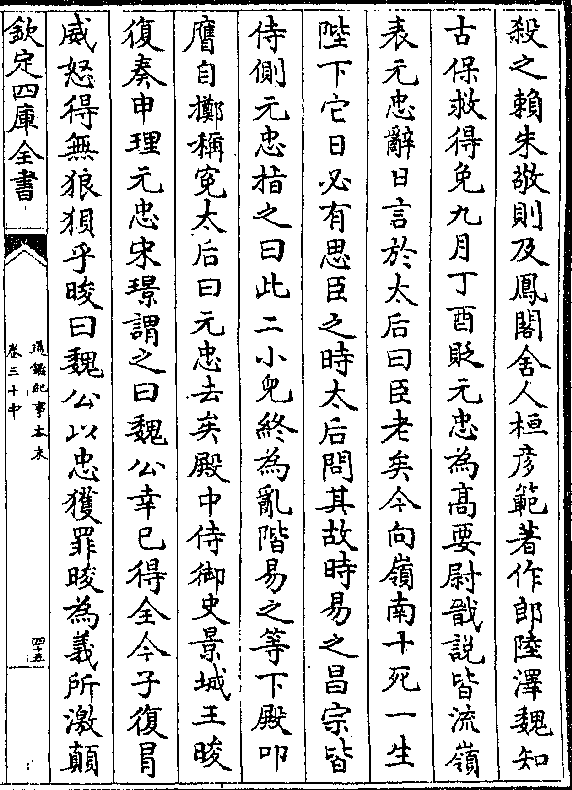 殺之賴朱敬則及鳳閣舍人桓彦範著作郎陸澤魏知
古保救得免九月丁酉貶元忠為髙要尉戩說皆流嶺
表元忠辭日言於太后曰臣老矣今向嶺南十死一生
陛下它日必有思臣之時太后問其故時易之昌宗皆
侍側元忠指之曰此二小兒終為亂階易之等下殿叩
膺自擲稱寃太后曰元忠去矣殿中侍御史景城王晙
復奏申理元忠宋璟謂之曰魏公幸已得全今子復冒
威怒得無狼狽乎晙曰魏公以忠獲罪晙為義所激顛
欽定四庫全書
通鑑紀事本末
卷三十中
四十五